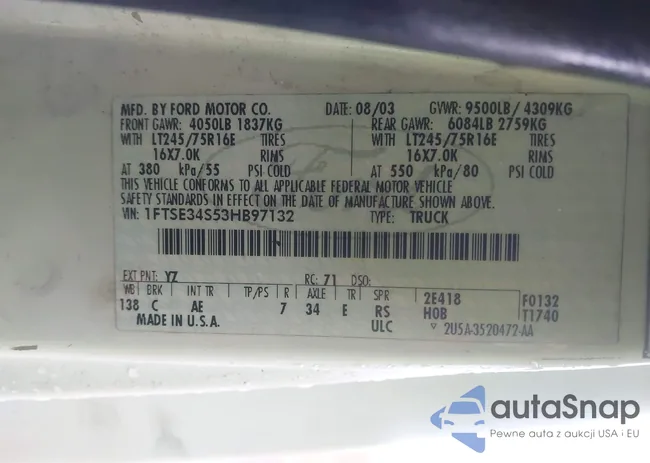 MFD. BY FORD MOTOR CO. DATE: 08/03 GVWR: 9500LB/ 4309KG
FRONT GAWR: 4050LB 1837KG REAR GAWR: 6084LB 2759KG
WITH LT245/75R16E TIRES WITH LT245/75R16E TIRES
16X7.0K RIMS 16X7.0K RIMS
AT 380 kPa/55 PSI COLD AT 550 kPa/80 PSI COLD
THIS VEHICLE CONFORMS TO ALL APPLICABLE FEDERAL MOTOR VEHICLE
SAFETY STANDARDS IN EFFECT ON THE DATE OF MANUFACTURE SHOWN ABOVE.
VIN: 1FTSE34S53HB97132 TYPE: TRUCK
EXT PNT: YZ RC: 71 DSO:
WB BRK INT TR TP/PS R AXLE TR SPR 2E418 F0132
138 C AE 7 34 E RS H0B T1740
MADE IN U.S.A. ULC 2U5A-3520472-AA
autaSnap
Pewne auta z aukcji USA i EU